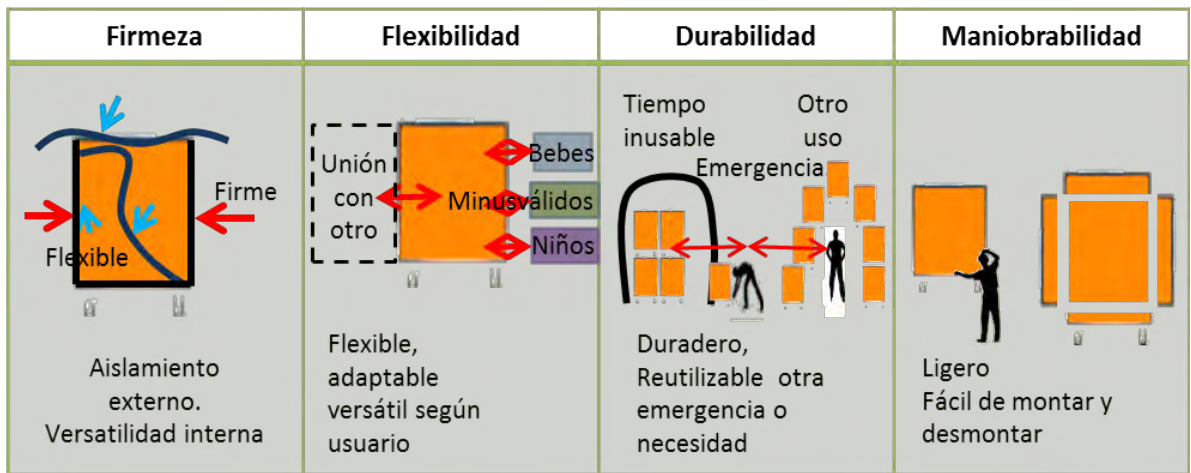 Firmeza
Flexibilidad
Durabilidad
Maniobrabilidad
Firme
Flexible
Aislamiento
externo.
Versatilidad interna
Unión
con
otro
Bebes
Minusválidos
Niños
Flexible,
adaptable
versátil según
usuario
Tiempo
inusable
Otro
uso
Emergencia
Duradero,
Reutilizable otra
emergencia o
necesidad
Ligero
Fácil de montar y
desmontar